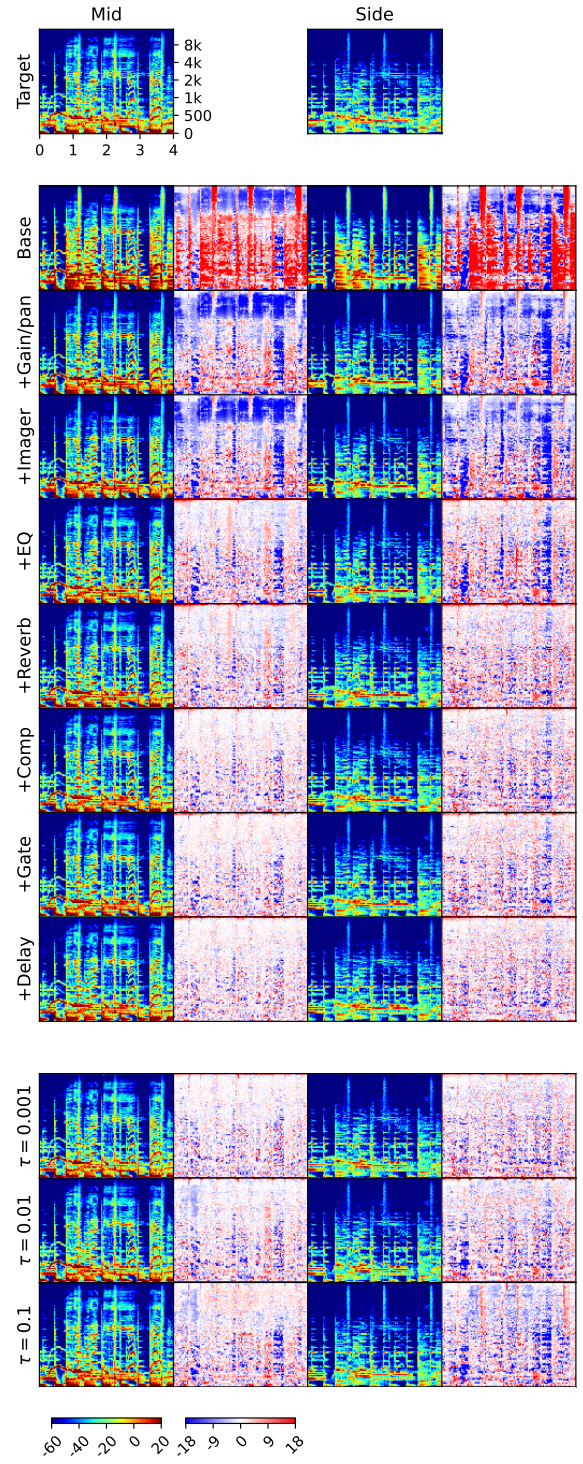 Mid Side
Target
8k
4k
2k
1k
500
0
0 1 2 3 4
Base
+Gain/pan
+Imager
+EQ
+Reverb
+Comp
+Gate
+Delay
τ = 0.001
τ = 0.01
τ = 0.1
-60 -40 -20 0 20 -18 -9 0 9 18